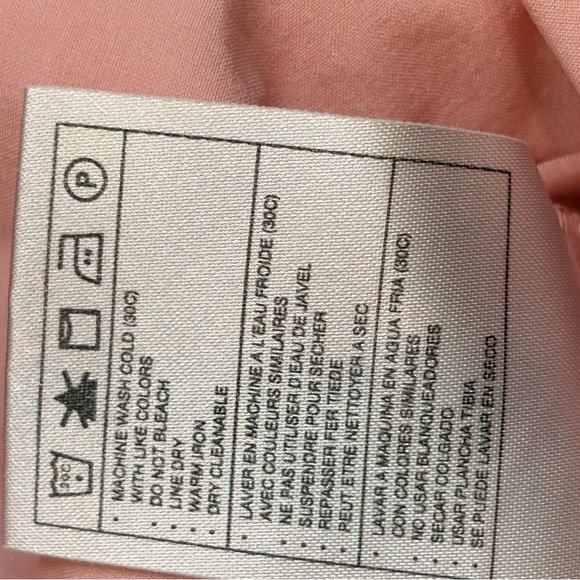 30C P
• MACHINE WASH COLD (30C)
WITH LIKE COLORS
• DO NOT BLEACH
• LINE DRY
• WARM IRON
• DRY CLEANABLE
• LAVER EN MACHINE A L'EAU FROIDE (30C)
AVEC COULEURS SIMILAIRES
• NE PAS UTILISER D'EAU DE JAVEL
• SUSPENDRE POUR SECHER
• REPASSER FER TIEDE
• PEUT ETRE NETTOYER A SEC
• LAVAR A MAQUINA EN AGUA FRIA (30C)
CON COLORES SIMILARES
• NO USAR BLANQUEADORES
• SECAR COLGADO
• USAR PLANCHA TIBIA
• SE PUEDE LAVAR EN SECO